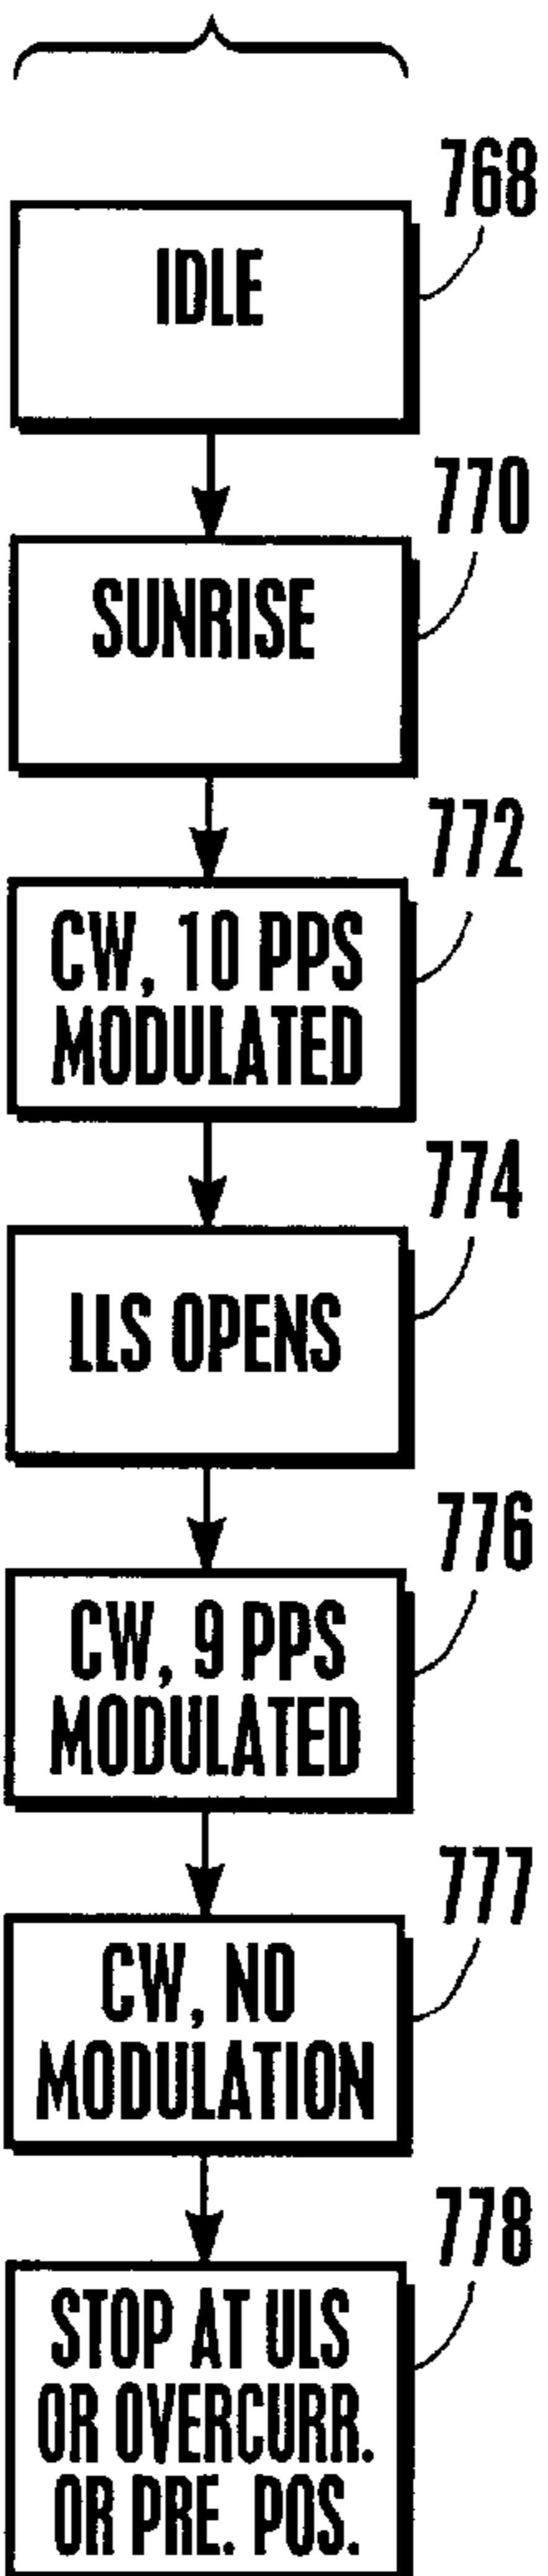 768
IDLE
770
SUNRISE
772
CW, 10 PPS
MODULATED
774
LLS OPENS
776
CW, 9 PPS
MODULATED
777
CW, NO
MODULATION
778
STOP AT ULS
OR OVERCURR.
OR PRE. POS.